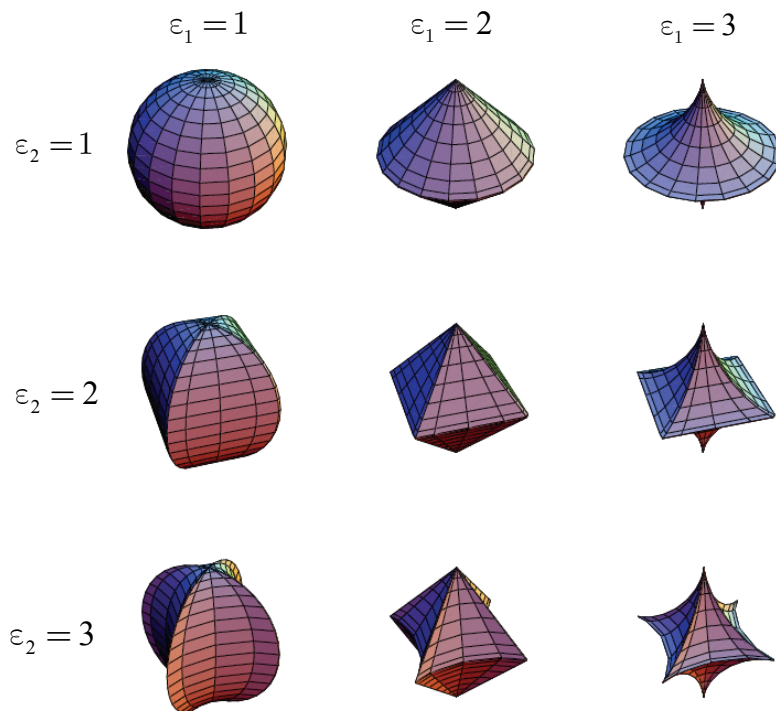 ε₁ = 1 ε₁ = 2 ε₁ = 3
ε₂ = 1
ε₂ = 2
ε₂ = 3